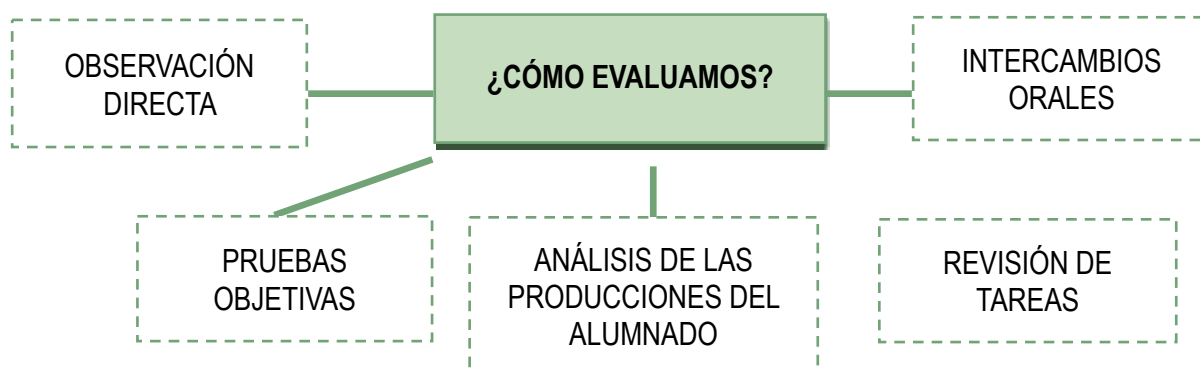 OBSERVACIÓN
DIRECTA
¿CÓMO EVALUAMOS?
INTERCAMBIOS
ORALES
PRUEBAS
OBJETIVAS
ANÁLISIS DE LAS
PRODUCCIONES DEL
ALUMNADO
REVISIÓN DE
TAREAS